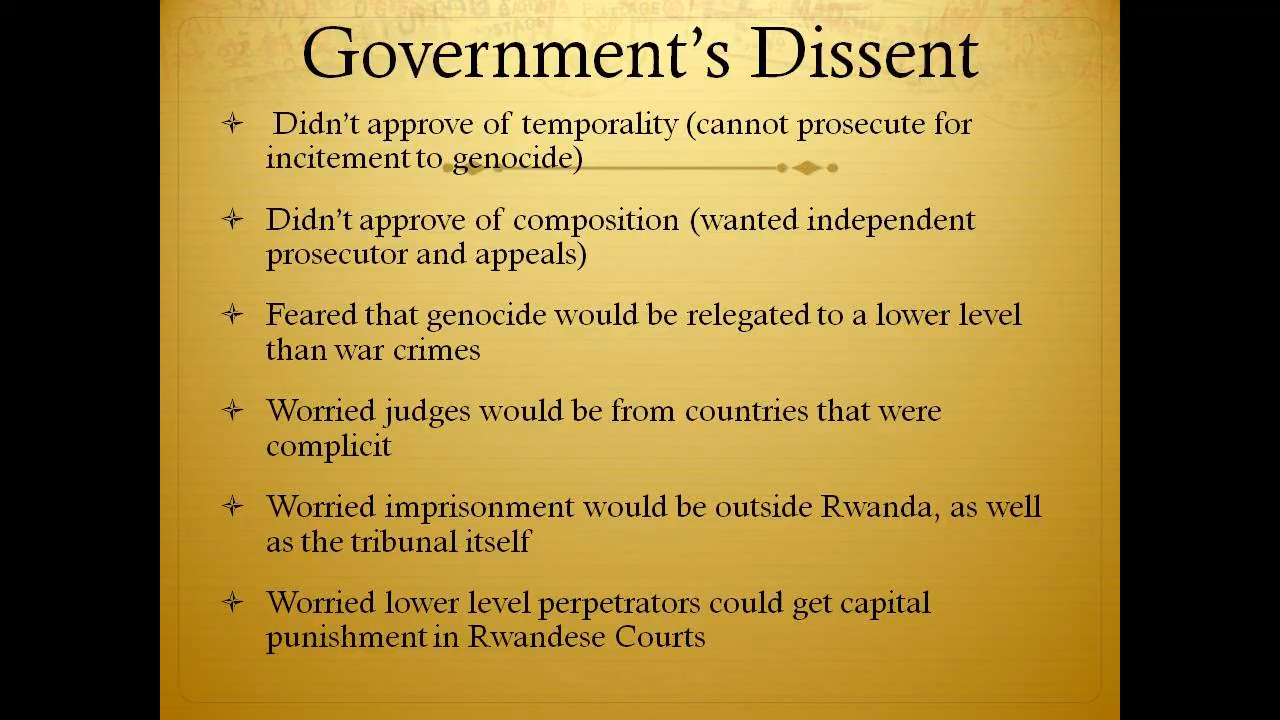 Government's Dissent
Didn't approve of temporality (cannot prosecute for
incitement to genocide)
Didn't approve of composition (wanted independent
prosecutor and appeals)
Feared that genocide would be relegated to a lower level
than war crimes
Worried judges would be from countries that were
complicit
Worried imprisonment would be outside Rwanda, as well
as the tribunal itself
Worried lower level perpetrators could get capital
punishment in Rwandese Courts